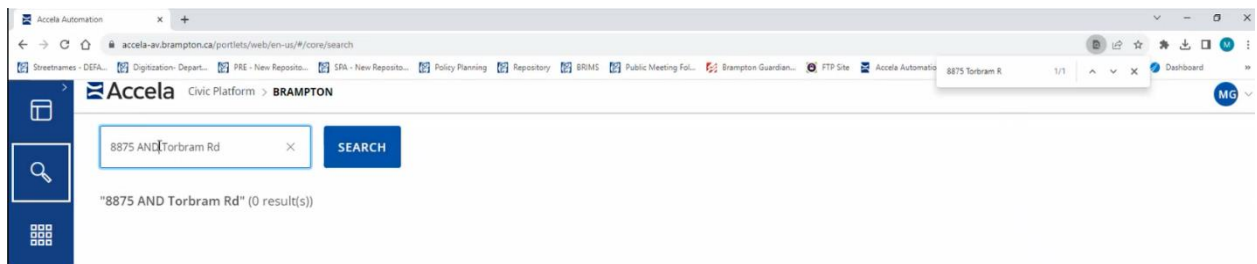 Accela Automation
accela-av.brampton.ca/portlets/web/en-us/#/core/search
Streetnames - DEFA... Digitization- Depart... PRE - New Reposito... SPA - New Reposito... Policy Planning Repository BRIMS Public Meeting Fol... Brampton Guardian... FTP Site Accela Automatio Dashboard »
8875 Torbram R 1/1
Accela Civic Platform > BRAMPTON
MG
8875 AND Torbram Rd SEARCH
"8875 AND Torbram Rd" (0 result(s))